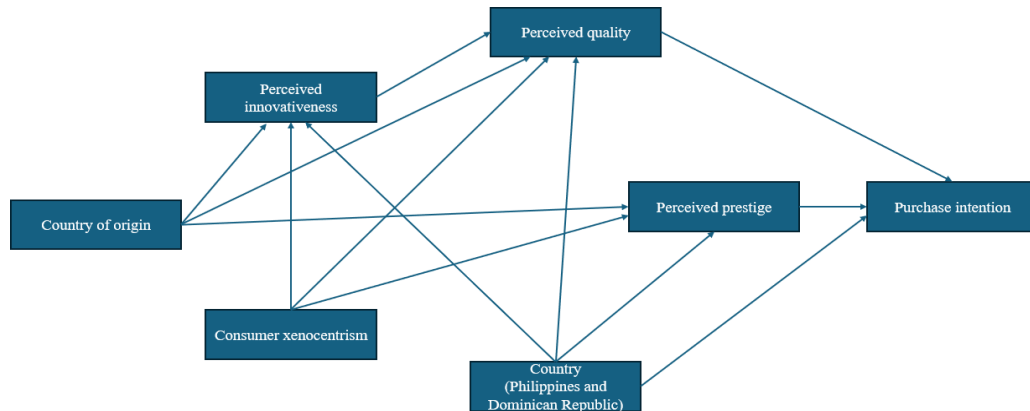 Perceived quality
Perceived
innovativeness
Country of origin
Perceived prestige
Purchase intention
Consumer xenocentrism
Country
(Philippines and
Dominican Republic)